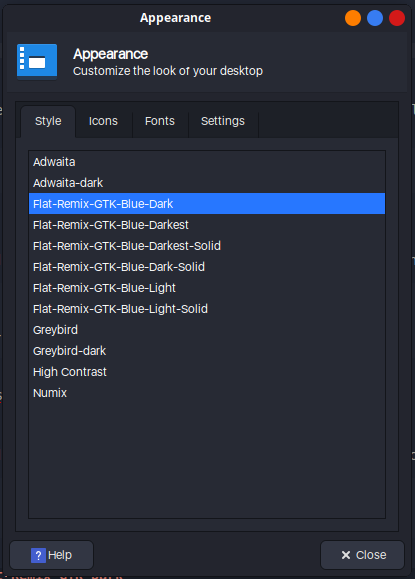 Appearance
Appearance
Customize the look of your desktop
Style Icons Fonts Settings
Adwaita
Adwaita-dark
Flat-Remix-GTK-Blue-Dark
Flat-Remix-GTK-Blue-Darkest
Flat-Remix-GTK-Blue-Darkest-Solid
Flat-Remix-GTK-Blue-Dark-Solid
Flat-Remix-GTK-Blue-Light
Flat-Remix-GTK-Blue-Light-Solid
Greybird
Greybird-dark
High Contrast
Numix
? Help
Close